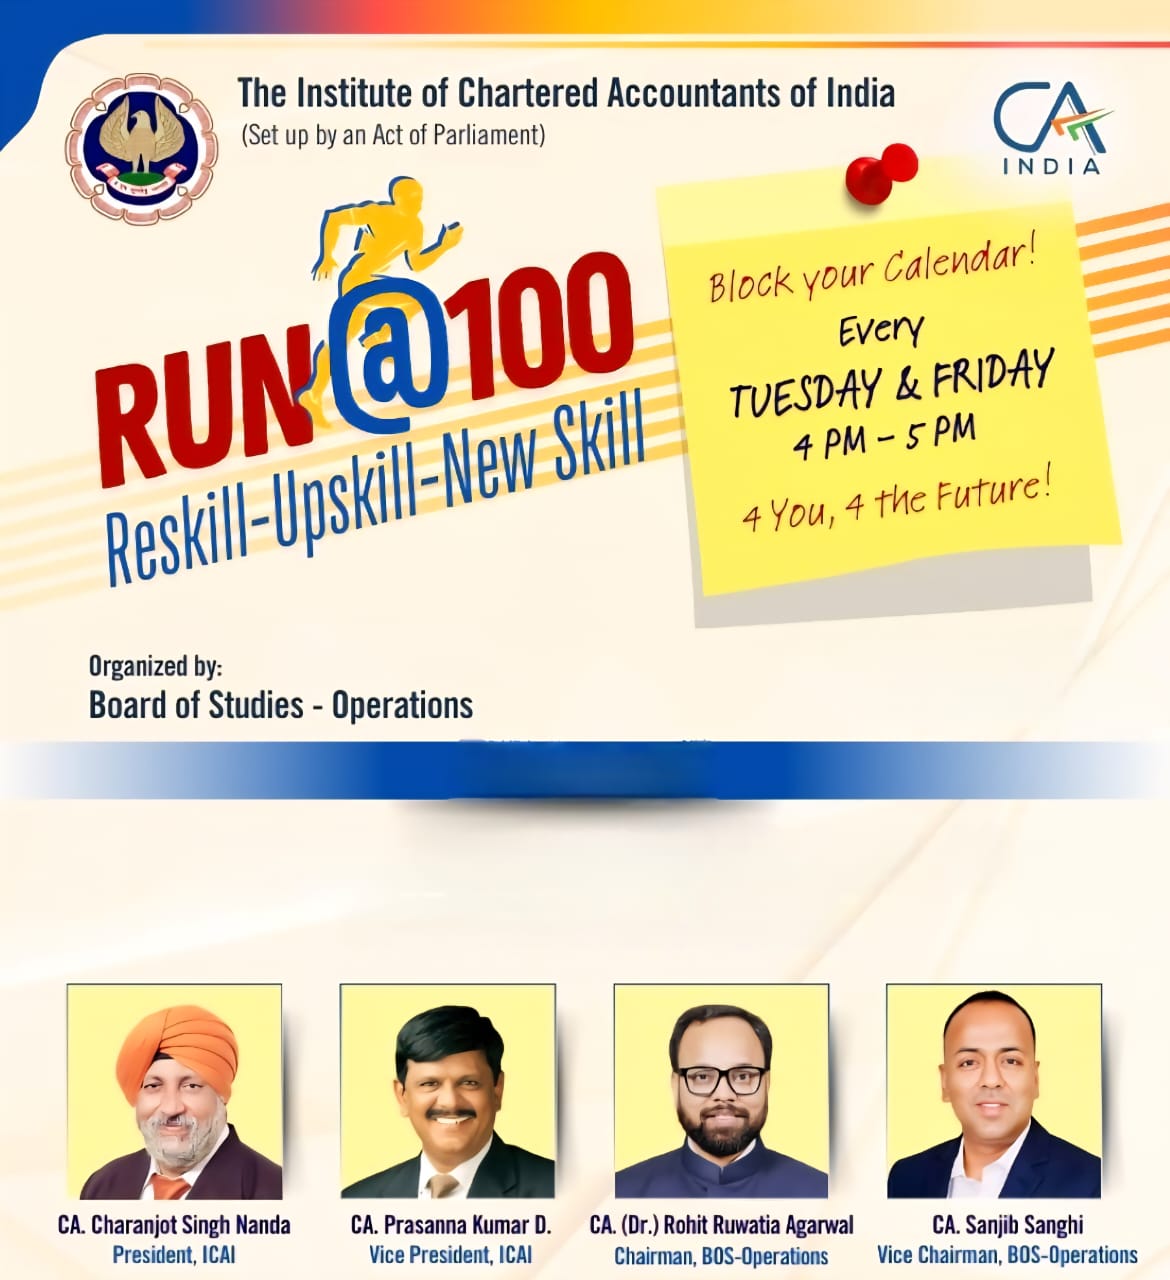 The Institute of Chartered Accountants of India
(Set up by an Act of Parliament)
CA
INDIA
RUN@100
Reskill-Upskill-New Skill
Block your Calendar!
Every
TUESDAY & FRIDAY
4 PM – 5 PM
4 You, 4 the Future!
Organized by:
Board of Studies - Operations
CA. Charanjot Singh Nanda
President, ICAI
CA. Prasanna Kumar D.
Vice President, ICAI
CA. (Dr.) Rohit Ruwatia Agarwal
Chairman, BOS-Operations
CA. Sanjib Sanghi
Vice Chairman, BOS-Operations